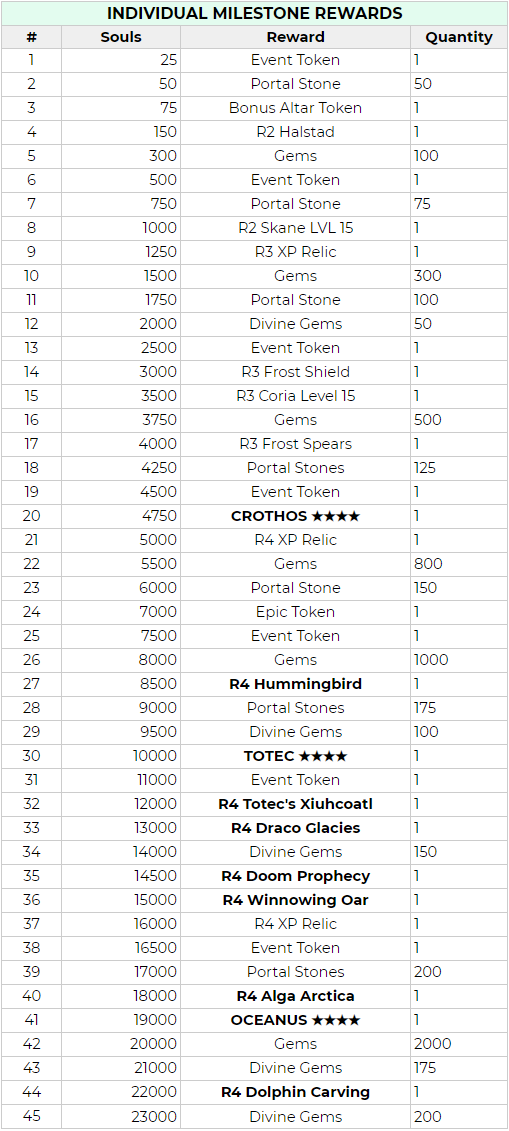 INDIVIDUAL MILESTONE REWARDS
# Souls Reward Quantity
1 25 Event Token 1
2 50 Portal Stone 50
3 75 Bonus Altar Token 1
4 150 R2 Halstad 1
5 300 Gems 100
6 500 Event Token 1
7 750 Portal Stone 75
8 1000 R2 Skane LVL 15 1
9 1250 R3 XP Relic 1
10 1500 Gems 300
11 1750 Portal Stone 100
12 2000 Divine Gems 50
13 2500 Event Token 1
14 3000 R3 Frost Shield 1
15 3500 R3 Coria Level 15 1
16 3750 Gems 500
17 4000 R3 Frost Spears 1
18 4250 Portal Stones 125
19 4500 Event Token 1
20 4750 CROTHOS ★★★★ 1
21 5000 R4 XP Relic 1
22 5500 Gems 800
23 6000 Portal Stone 150
24 7000 Epic Token 1
25 7500 Event Token 1
26 8000 Gems 1000
27 8500 R4 Hummingbird 1
28 9000 Portal Stones 175
29 9500 Divine Gems 100
30 10000 TOTEC ★★★★ 1
31 11000 Event Token 1
32 12000 R4 Totec's Xiuhcoatl 1
33 13000 R4 Draco Glacies 1
34 14000 Divine Gems 150
35 14500 R4 Doom Prophecy 1
36 15000 R4 Winnowing Oar 1
37 16000 R4 XP Relic 1
38 16500 Event Token 1
39 17000 Portal Stones 200
40 18000 R4 Alga Arctica 1
41 19000 OCEANUS ★★★★ 1
42 20000 Gems 2000
43 21000 Divine Gems 175
44 22000 R4 Dolphin Carving 1
45 23000 Divine Gems 200